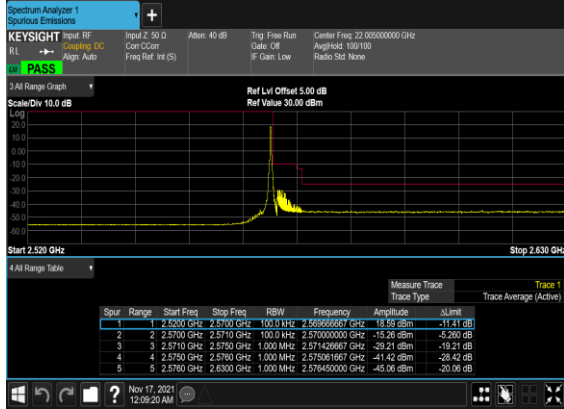 Spectrum Analyzer 1
Spurious Emissions
+
KEYSIGHT Input: RF Input Z: 50 Ω Atten: 40 dB Trig: Free Run Center Freq: 22.005000000 GHz
RL Coupling: DC Corr CCorr Gate: Off Avg|Hold: 100/100
Align: Auto Freq Ref: Int (S) IF Gain: Low Radio Std: None
PASS
3 All Range Graph Ref Lvl Offset 5.00 dB
Scale/Div 10.0 dB Ref Value 30.00 dBm
Log
20.0
10.0
0.00
-10.0
-20.0
-30.0
-40.0
-50.0
-60.0
Start 2.520 GHz Stop 2.630 GHz
4 All Range Table
Measure Trace Trace 1
Trace Type Trace Average (Active)
Spur Range Start Freq Stop Freq RBW Frequency Amplitude ΔLimit
1 1 2.5200 GHz 2.5700 GHz 100.0 kHz 2.569666667 GHz 18.59 dBm -11.41 dB
2 2 2.5700 GHz 2.5710 GHz 100.0 kHz 2.570000000 GHz -15.26 dBm -5.260 dB
3 3 2.5710 GHz 2.5750 GHz 1.000 MHz 2.571426667 GHz -29.21 dBm -19.21 dB
4 4 2.5750 GHz 2.5760 GHz 1.000 MHz 2.575061667 GHz -41.42 dBm -28.42 dB
5 5 2.5760 GHz 2.6300 GHz 1.000 MHz 2.576450000 GHz -45.06 dBm -20.06 dB
? Nov 17, 2021
12:09:20 AM